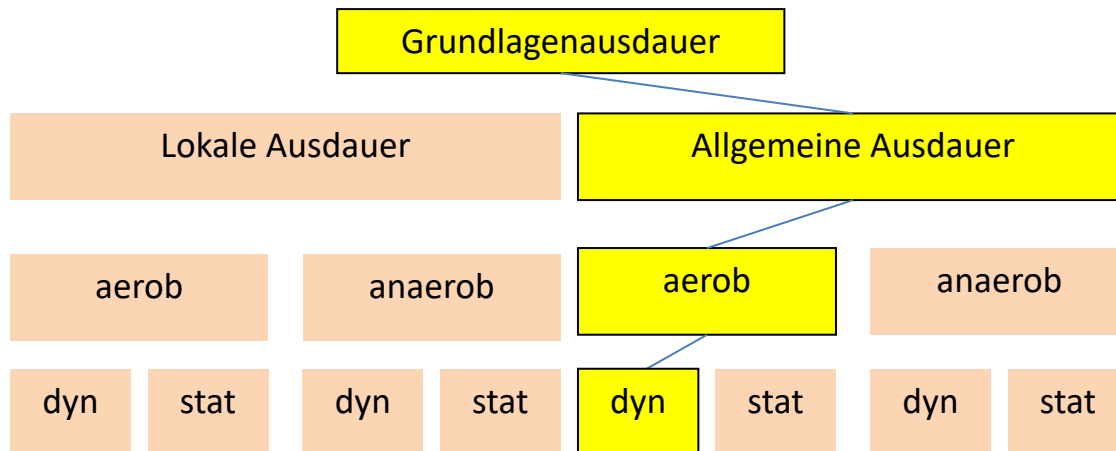 Grundlagenausdauer
Lokale Ausdauer Allgemeine Ausdauer
aerob anaerob aerob anaerob
dyn stat dyn stat dyn stat dyn stat